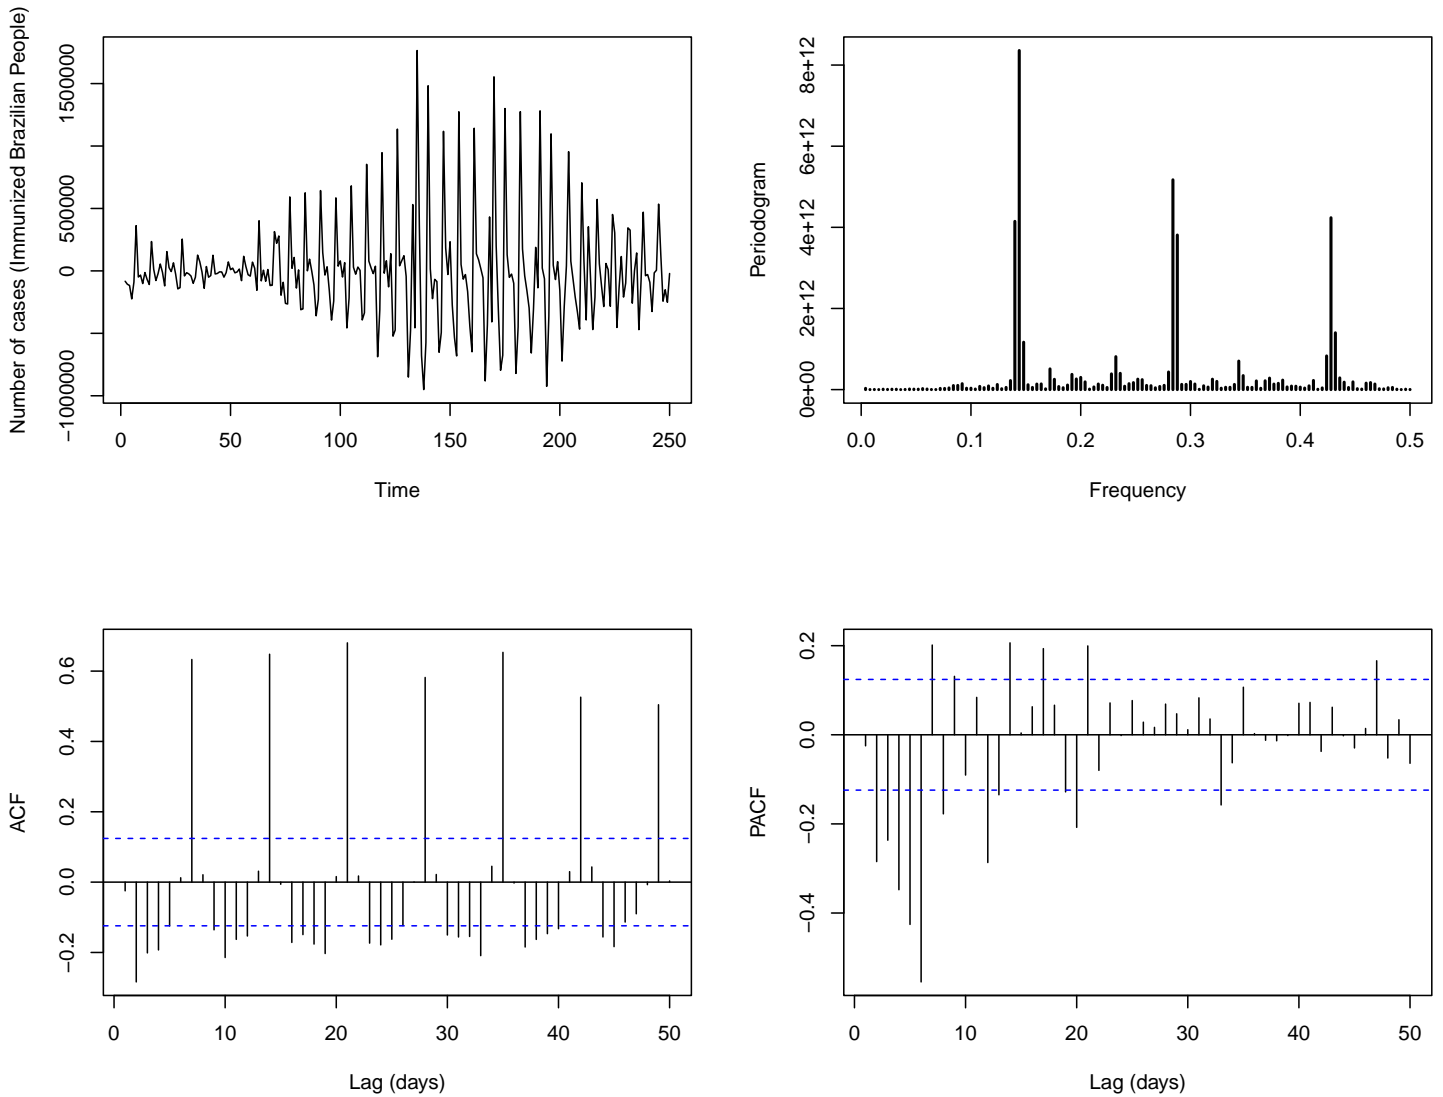 Number of cases (Immunized Brazilian People)
−1000000 0 500000 1500000
0 50 100 150 200 250
Time
Periodogram
0e+00 2e+12 4e+12 6e+12 8e+12
0.0 0.1 0.2 0.3 0.4 0.5
Frequency
ACF
−0.2 0.0 0.2 0.4 0.6
0 10 20 30 40 50
Lag (days)
PACF
−0.4 −0.2 0.0 0.2
0 10 20 30 40 50
Lag (days)